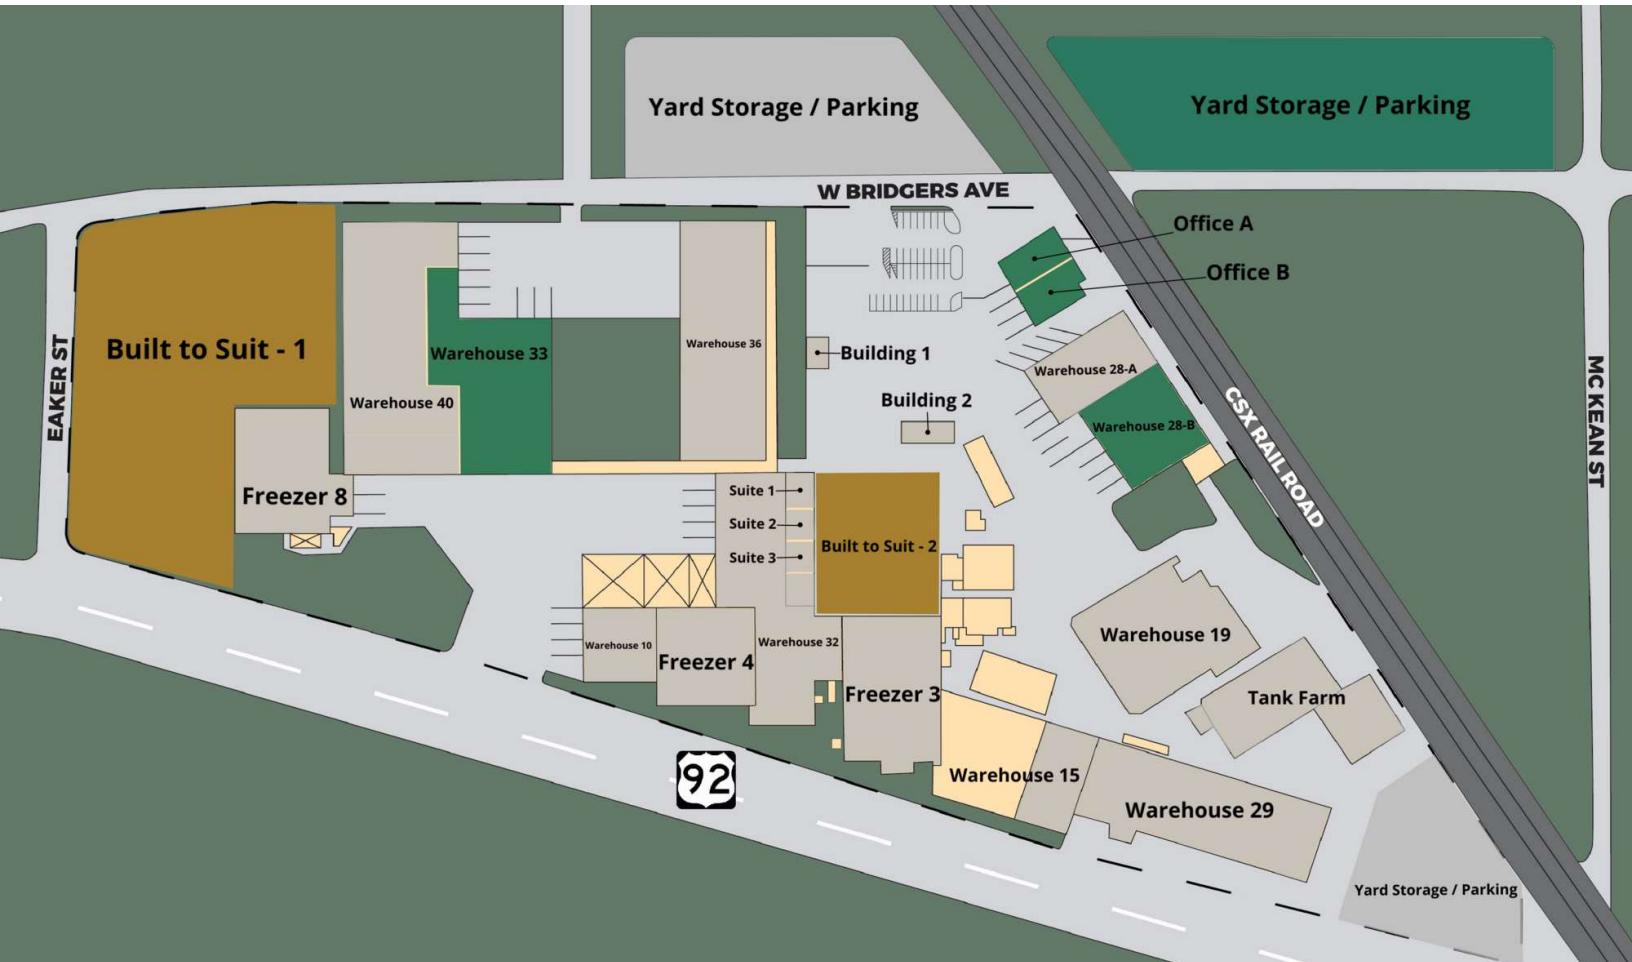 Yard Storage / Parking
Yard Storage / Parking
W BRIDGERS AVE
Office A
Office B
Built to Suit - 1
EAKER ST
Warehouse 33
Warehouse 36
Building 1
Warehouse 28-A
Warehouse 40
Building 2
Warehouse 28-B
CSX RAIL ROAD
MC KEAN ST
Freezer 8
Suite 1
Suite 2
Suite 3
Built to Suit - 2
Warehouse 10
Freezer 4
Warehouse 32
Freezer 3
Warehouse 19
Tank Farm
92
Warehouse 15
Warehouse 29
Yard Storage / Parking